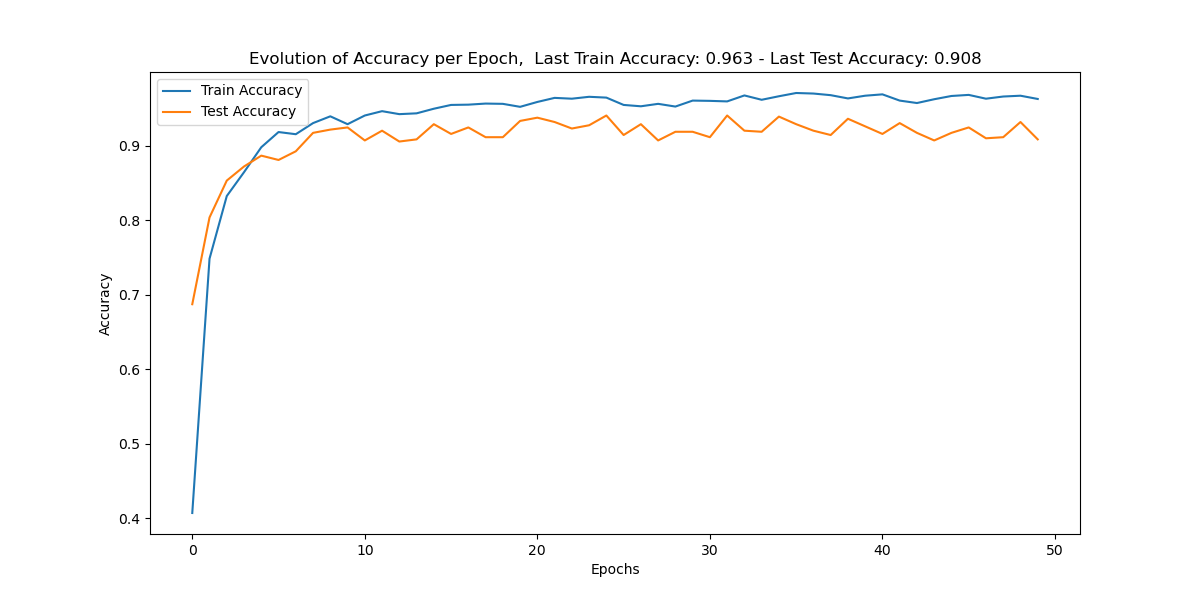 Evolution of Accuracy per Epoch,  Last Train Accuracy: 0.963 - Last Test Accuracy: 0.908
Train Accuracy
Test Accuracy
0.9
0.8
0.7
0.6
0.5
0.4
Accuracy
0 10 20 30 40 50
Epochs